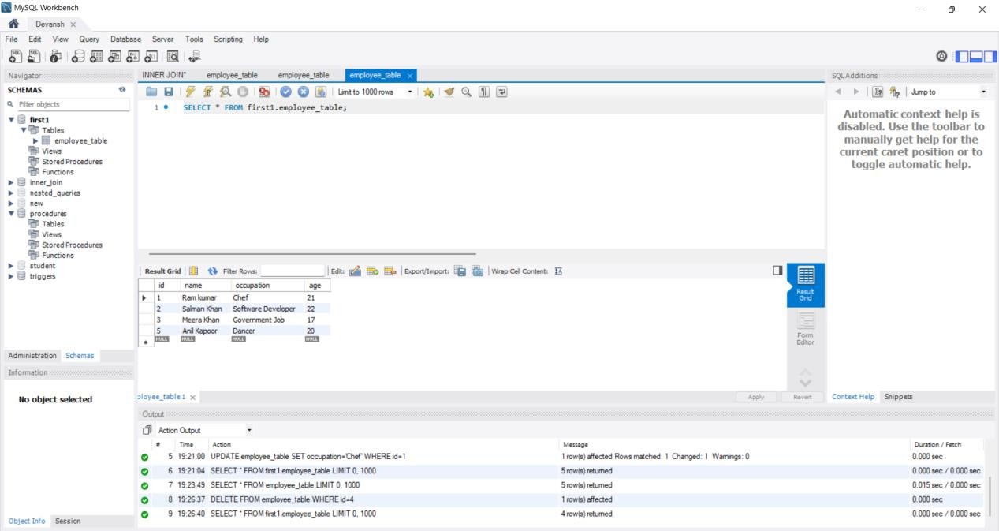 MySQL Workbench
Devansh
File Edit View Query Database Server Tools Scripting Help
Navigator
SCHEMAS
Filter objects
first1
Tables
employee_table
Views
Stored Procedures
Functions
inner_join
nested_queries
new
procedures
Tables
Views
Stored Procedures
Functions
student
triggers
Administration Schemas
Information
No object selected
Object Info Session
INNER JOIN* employee_table employee_table employee_table
Limit to 1000 rows
1 SELECT * FROM first1.employee_table;
Result Grid Filter Rows: Edit: Export/Import: Wrap Cell Content:
id name occupation age
1 Ram kumar Chef 21
2 Salman Khan Software Developer 22
3 Meera Khan Government Job 17
5 Anil Kapoor Dancer 20
NULL NULL NULL NULL
Result
Grid
Form
Editor
ployee_table 1
Apply Revert
SQLAdditions
Jump to
Automatic context help is
disabled. Use the toolbar to
manually get help for the
current caret position or to
toggle automatic help.
Context Help Snippets
Output
Action Output
# Time Action Message Duration / Fetch
5 19:21:00 UPDATE employee_table SET occupation='Chef' WHERE id=1 1 row(s) affected Rows matched: 1 Changed: 1 Warnings: 0 0.000 sec
6 19:21:04 SELECT * FROM first1.employee_table LIMIT 0, 1000 5 row(s) returned 0.000 sec / 0.000 sec
7 19:23:49 SELECT * FROM employee_table LIMIT 0, 1000 5 row(s) returned 0.015 sec / 0.000 sec
8 19:26:37 DELETE FROM employee_table WHERE id=4 1 row(s) affected 0.000 sec
9 19:26:40 SELECT * FROM first1.employee_table LIMIT 0, 1000 4 row(s) returned 0.000 sec / 0.000 sec